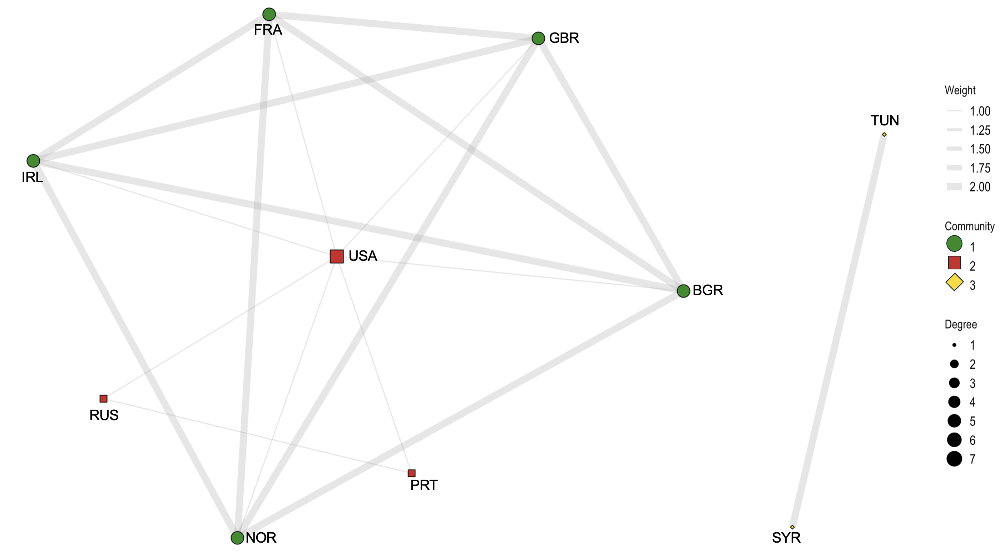 FRA
GBR
IRL
USA
BGR
RUS
PRT
NOR
TUN
SYR
Weight
1.00
1.25
1.50
1.75
2.00
Community
1
2
3
Degree
1
2
3
4
5
6
7